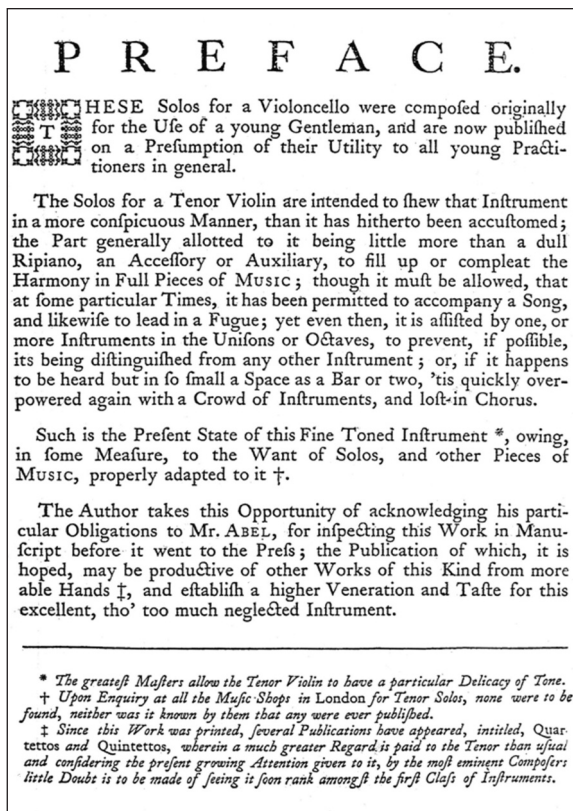 PREFACE.
THESE Solos for a Violoncello were compoſed originally
for the Uſe of a young Gentleman, and are now publiſhed
on a Preſumption of their Utility to all young Practi-
tioners in general.
The Solos for a Tenor Violin are intended to ſhew that Inſtrument
in a more conſpicuous Manner, than it has hitherto been accuſtomed;
the Part generally allotted to it being little more than a dull
Ripiano, an Acceſſory or Auxiliary, to fill up or compleat the
Harmony in Full Pieces of MUSIC; though it muſt be allowed, that
at ſome particular Times, it has been permitted to accompany a Song,
and likewiſe to lead in a Fugue; yet even then, it is aſſiſted by one, or
more Inſtruments in the Uniſons or Octaves, to prevent, if poſſible,
its being diſtinguiſhed from any other Inſtrument; or, if it happens
to be heard but in ſo ſmall a Space as a Bar or two, 'tis quickly over-
powered again with a Crowd of Inſtruments, and loſt in Chorus.
Such is the Preſent State of this Fine Toned Inſtrument *, owing,
in ſome Meaſure, to the Want of Solos, and other Pieces of
MUSIC, properly adapted to it †.
The Author takes this Opportunity of acknowledging his parti-
cular Obligations to Mr. ABEL, for inſpecting this Work in Manu-
ſcript before it went to the Preſs; the Publication of which, it is
hoped, may be productive of other Works of this Kind from more
able Hands ‡, and eſtabliſh a higher Veneration and Taſte for this
excellent, tho' too much neglected Inſtrument.
* The greateſt Maſters allow the Tenor Violin to have a particular Delicacy of Tone.
† Upon Enquiry at all the Muſic Shops in London for Tenor Solos, none were to be
found, neither was it known by them that any were ever publiſhed.
‡ Since this Work was printed, ſeveral Publications have appeared, intitled, Quar
tettos and Quintettos, wherein a much greater Regard is paid to the Tenor than uſual
and conſidering the preſent growing Attention given to it, by the moſt eminent Compoſers
little Doubt is to be made of ſeeing it ſoon rank amongſt the firſt Claſs of Inſtruments.